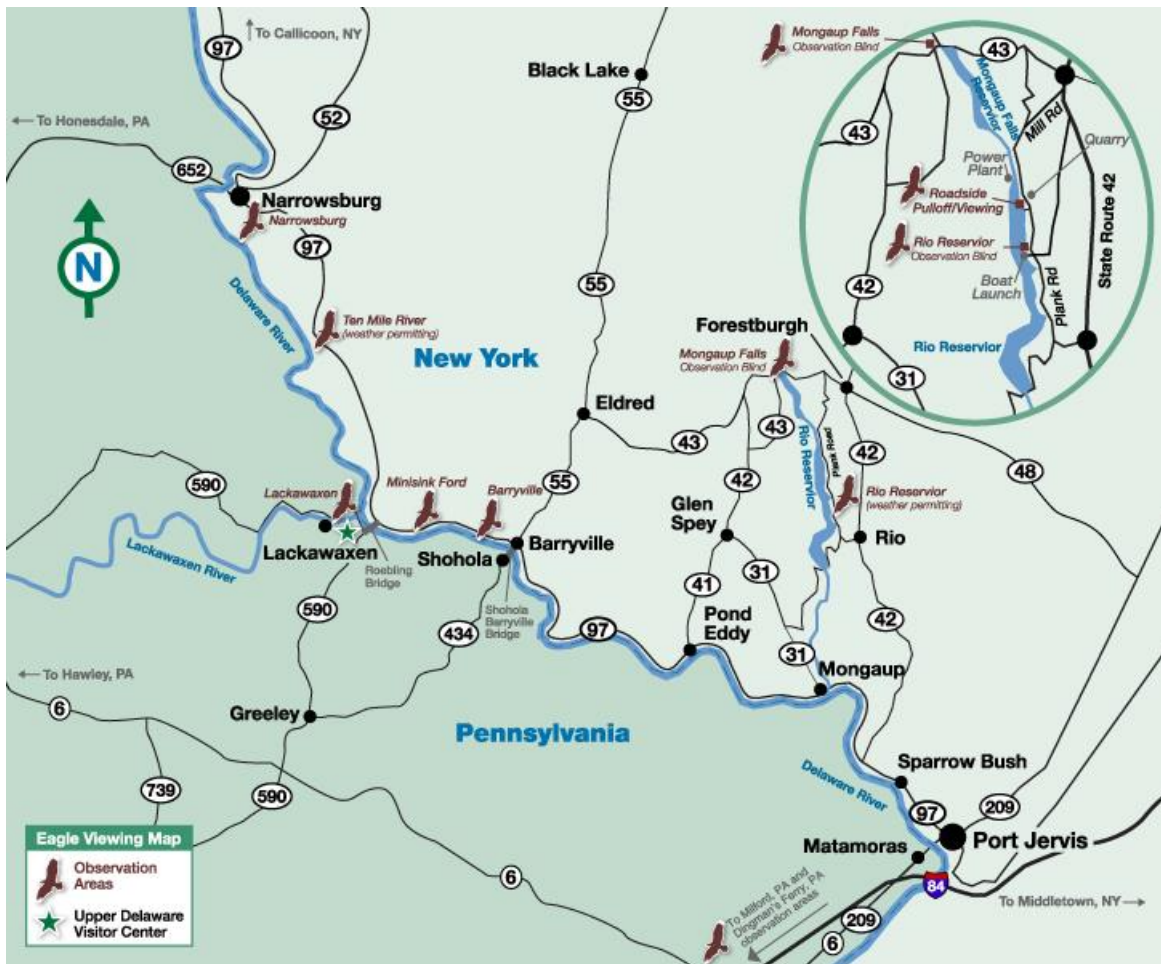 To Callicoon, NY
97
Black Lake
55
52
To Honesdale, PA
652
Narrowsburg
Narrowsburg
97
N
Delaware River
Ten Mile River
(weather permitting)
New York
55
Forestburgh
Mongaup Falls
Observation Blind
Eldred
43
43
42
Rio Reservior
Plank Road
42
48
Glen
Spey
Rio Reservior
(weather permitting)
Rio
590
Lackawaxen
Minisink Ford
Barryville
55
Lackawaxen
Lackawaxen River
Roebling
Bridge
Shohola
Barryville
Shohola
Barryville
Bridge
590
434
97
41
31
Pond
Eddy
42
31
Mongaup
To Hawley, PA
6
Greeley
Pennsylvania
739
590
6
Delaware River
Sparrow Bush
97
209
Port Jervis
Matamoras
84
To Middletown, NY
To Milford, PA and
Dingman's Ferry, PA
observation areas
209
6
Eagle Viewing Map
Observation
Areas
Upper Delaware
Visitor Center
Mongaup Falls
Observation Blind
43
Mongaup Falls
Reservior
Mill Rd
43
Quarry
Power
Plant
Roadside
Pulloff/Viewing
State Route 42
Rio Reservior
Observation Blind
Boat
Launch
Plank Rd
42
Rio Reservior
31